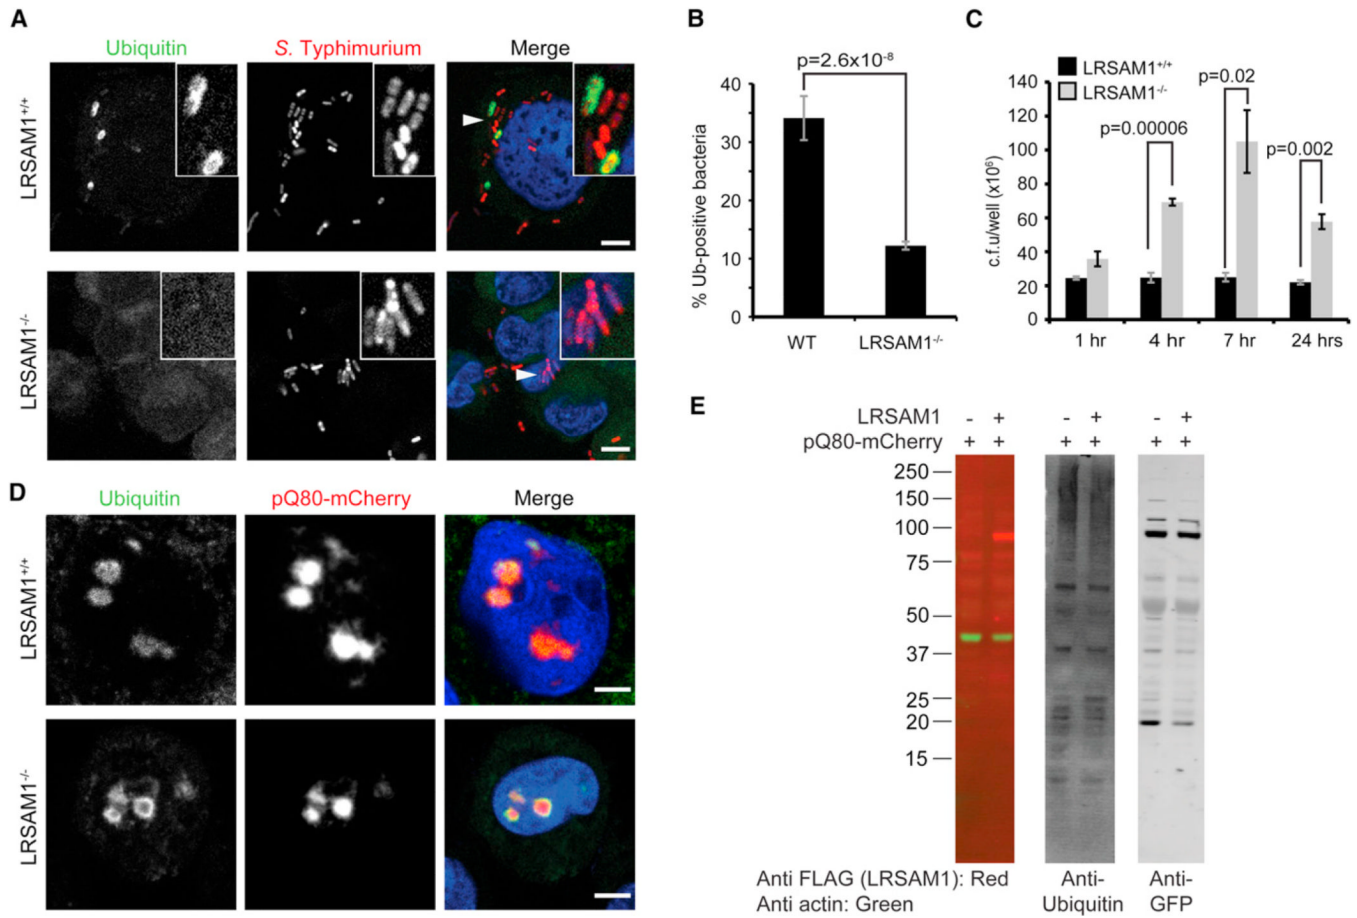 A
Ubiquitin
S. Typhimurium
Merge
LRSAM1+/+
LRSAM1-/-
B
p=2.6x10-8
% Ub-positive bacteria
40
30
20
10
0
WT
LRSAM1-/-
C
LRSAM1+/+
LRSAM1-/-
p=0.02
p=0.00006
p=0.002
c.f.u/well (x10⁶)
140
120
100
80
60
40
20
0
1 hr
4 hr
7 hr
24 hrs
D
Ubiquitin
pQ80-mCherry
Merge
LRSAM1+/+
LRSAM1-/-
E
LRSAM1 - + - + - +
pQ80-mCherry + + + + + +
250
150
100
75
50
37
25
20
15
Anti FLAG (LRSAM1): Red
Anti actin: Green
Anti-
Ubiquitin
Anti-
GFP